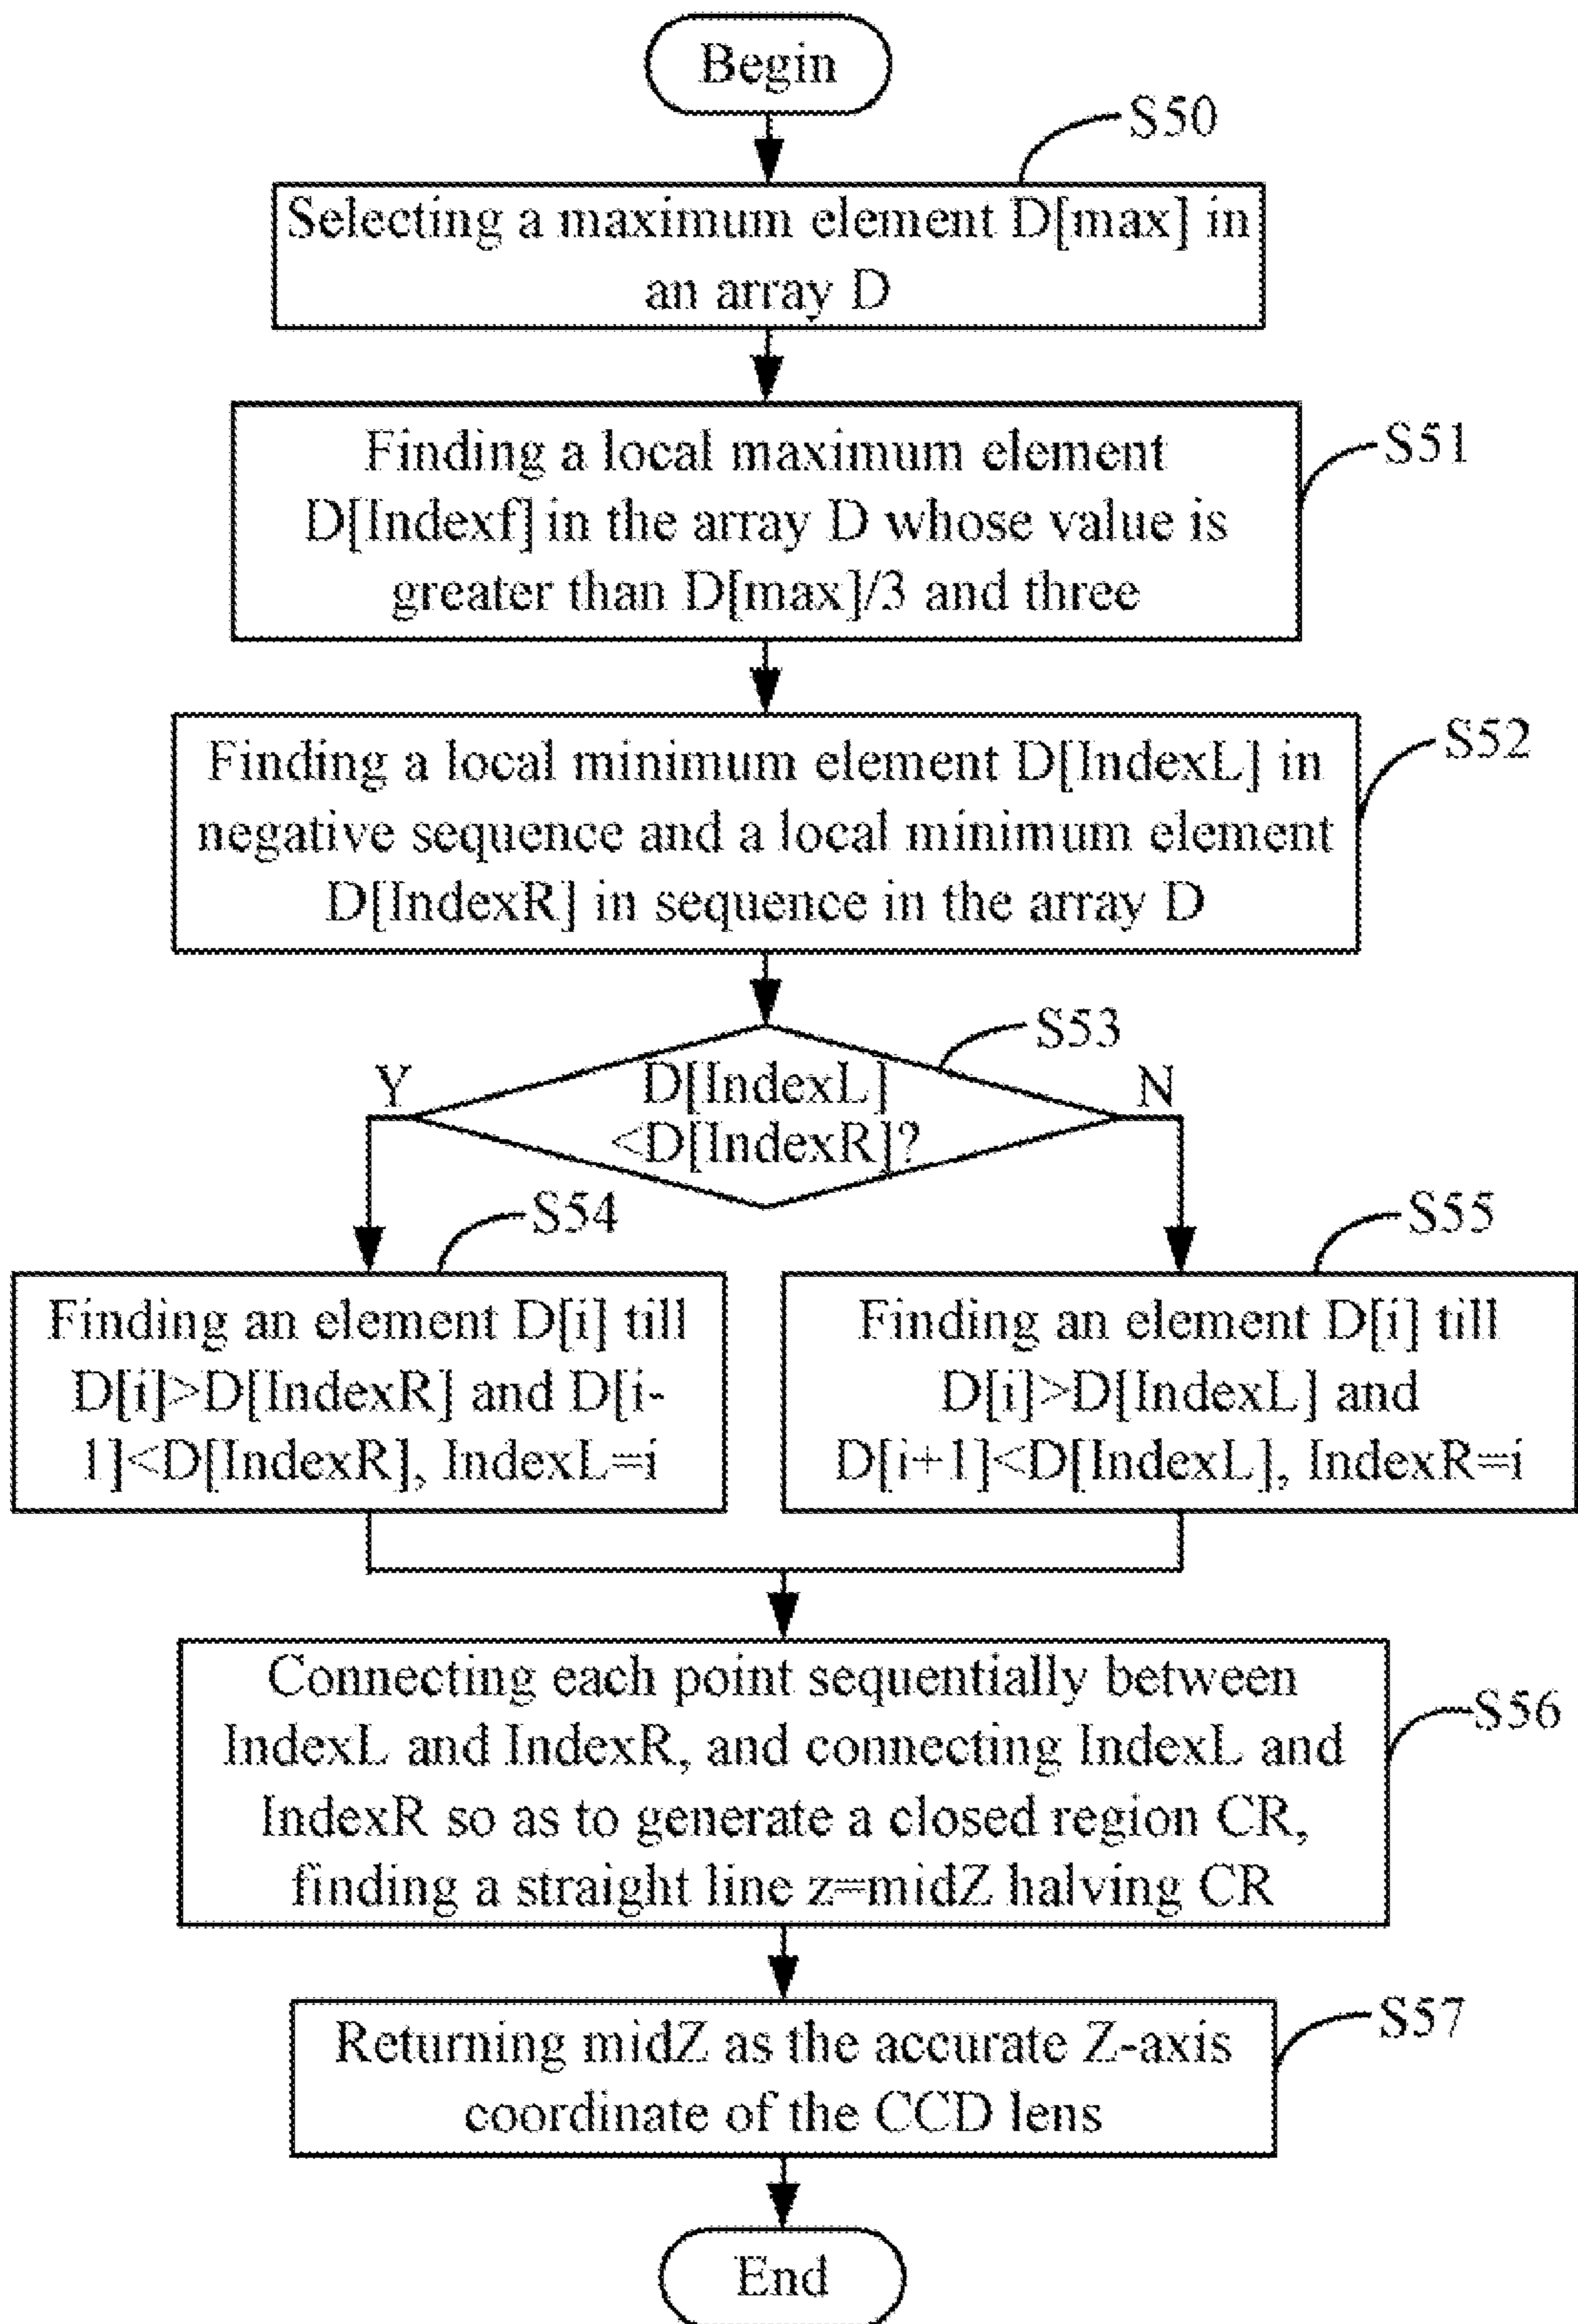 Begin
S50
Selecting a maximum element D[max] in
an array D
S51
Finding a local maximum element
D[Indexf] in the array D whose value is
greater than D[max]/3 and three
S52
Finding a local minimum element D[IndexL] in
negative sequence and a local minimum element
D[IndexR] in sequence in the array D
S53
D[IndexL]
<D[IndexR]?
Y
N
S54
Finding an element D[i] till
D[i]>D[IndexR] and D[i-
1]<D[IndexR], IndexL=i
S55
Finding an element D[i] till
D[i]>D[IndexL] and
D[i+1]<D[IndexL], IndexR=i
S56
Connecting each point sequentially between
IndexL and IndexR, and connecting IndexL and
IndexR so as to generate a closed region CR,
finding a straight line z=midZ halving CR
S57
Returning midZ as the accurate Z-axis
coordinate of the CCD lens
End